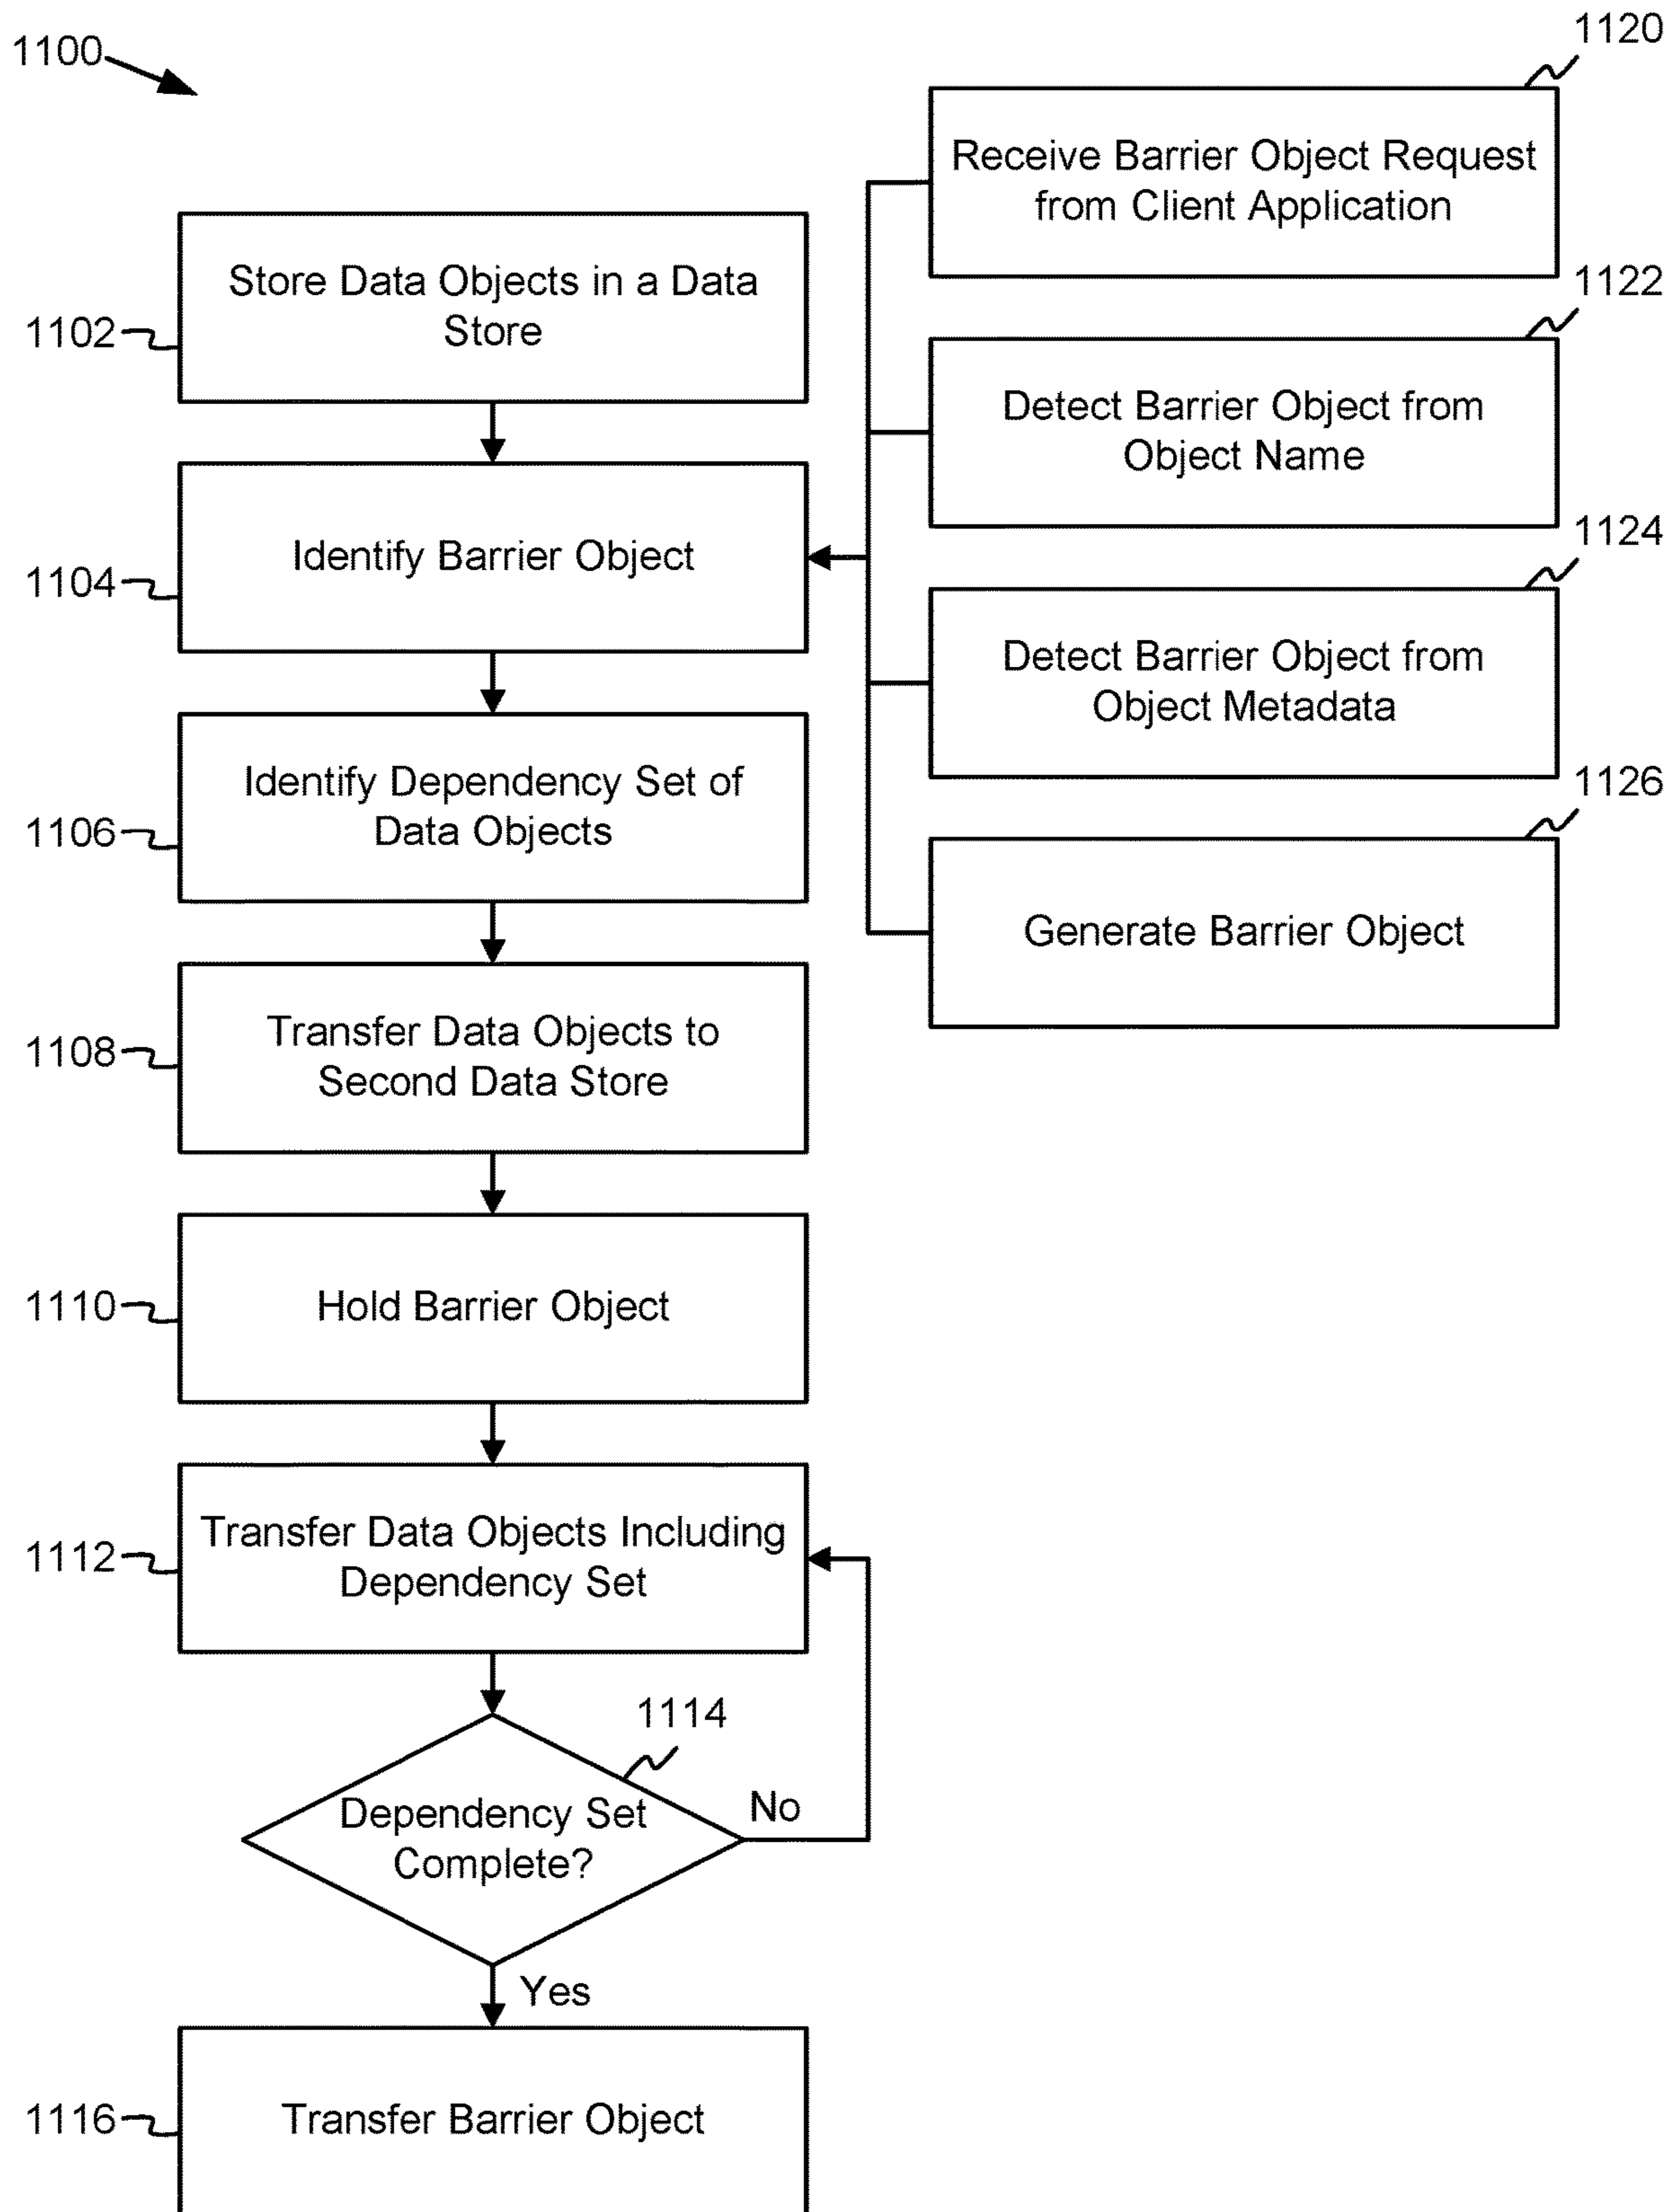 1100
1120
Receive Barrier Object Request
from Client Application
Store Data Objects in a Data
Store
1102
1122
Detect Barrier Object from
Object Name
Identify Barrier Object
1104
1124
Detect Barrier Object from
Object Metadata
Identify Dependency Set of
Data Objects
1106
1126
Generate Barrier Object
Transfer Data Objects to
Second Data Store
1108
Hold Barrier Object
1110
Transfer Data Objects Including
Dependency Set
1112
1114
Dependency Set
Complete?
No
Yes
Transfer Barrier Object
1116